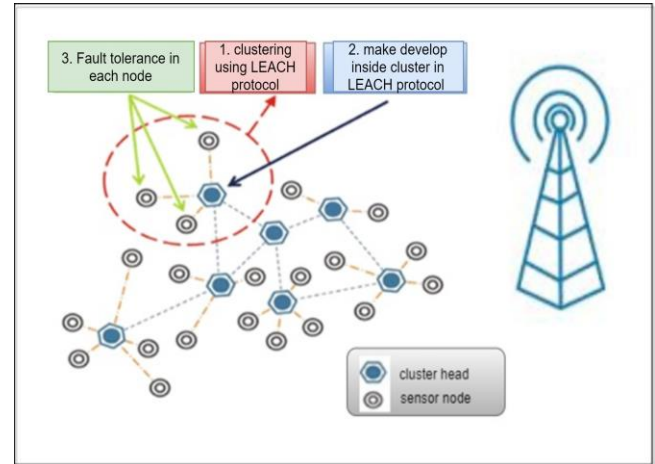 3. Fault tolerance in
each node
1. clustering
using LEACH
protocol
2. make develop
inside cluster in
LEACH protocol
cluster head
sensor node